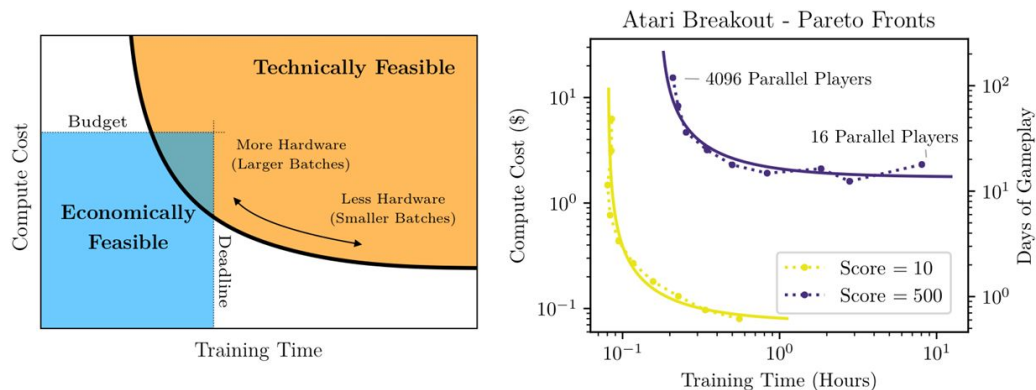 Compute Cost
Budget
Technically Feasible
More Hardware
(Larger Batches)
Less Hardware
(Smaller Batches)
Economically
Feasible
Deadline
Training Time
Atari Breakout - Pareto Fronts
Compute Cost ($)
10^1
10^0
10^-1
4096 Parallel Players
16 Parallel Players
Score = 10
Score = 500
10^2
10^1
10^0
Days of Gameplay
10^-1
10^0
10^1
Training Time (Hours)